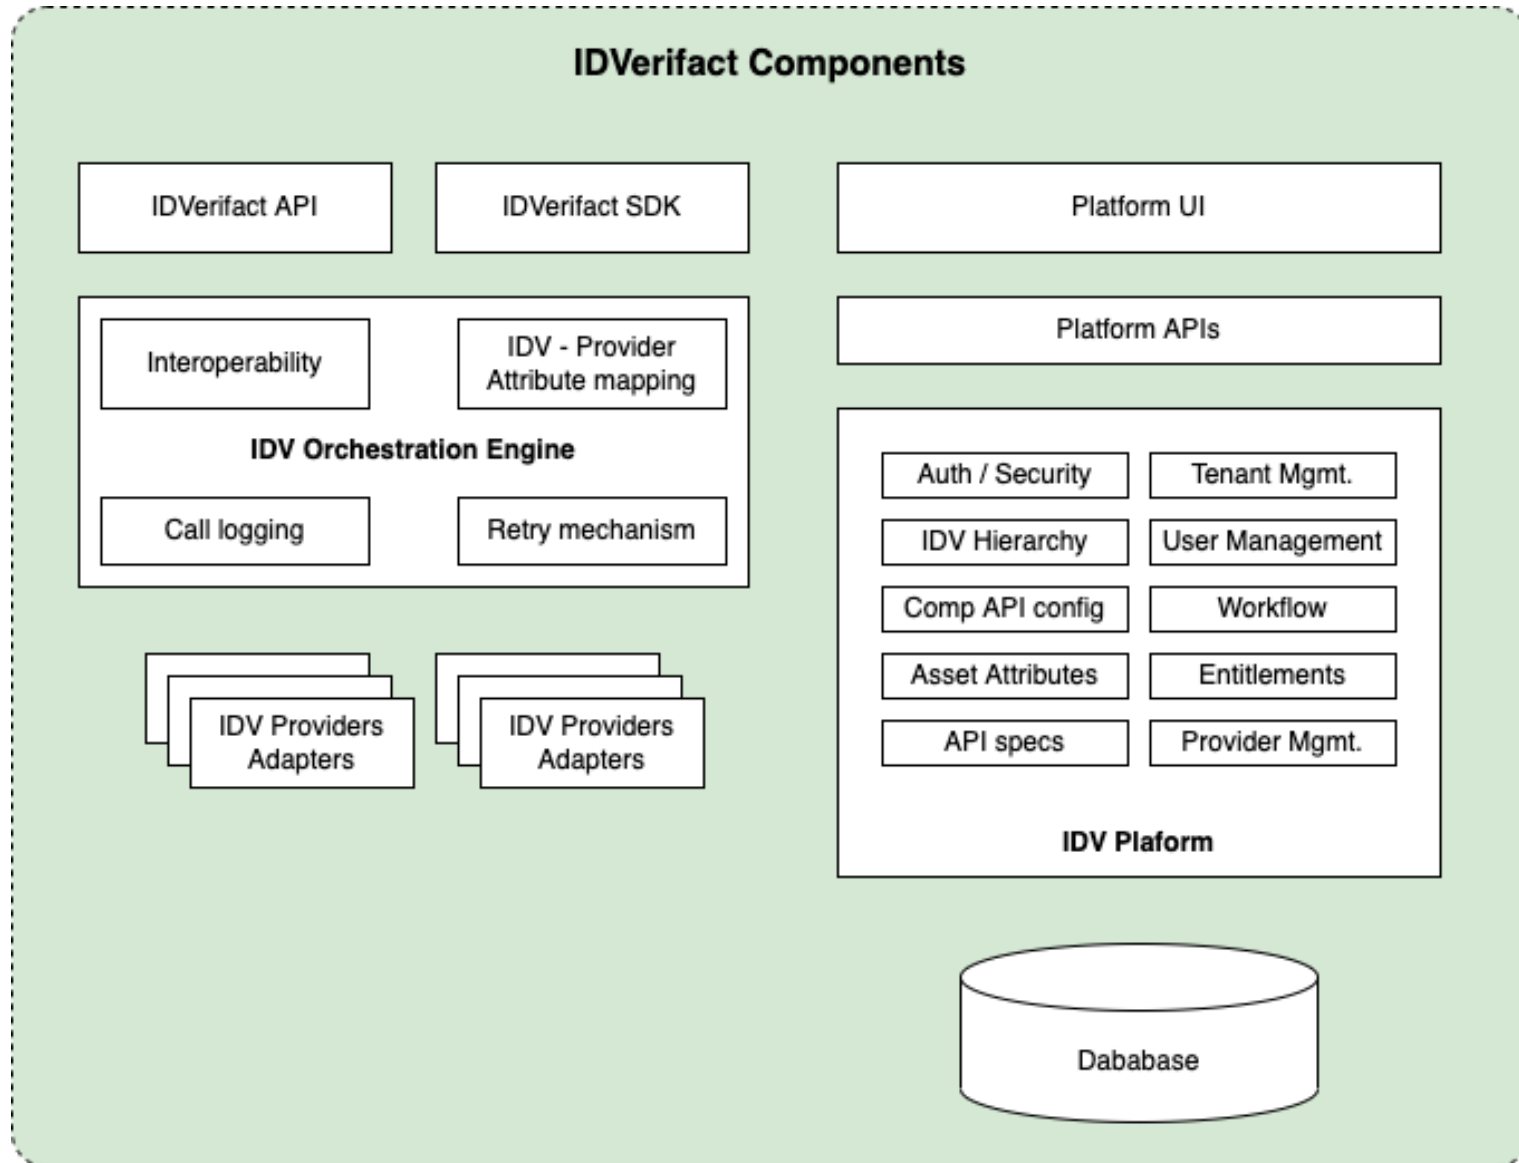 IDVerifact Components
IDVerifact API
IDVerifact SDK
Platform UI
Interoperability
IDV - Provider
Attribute mapping
IDV Orchestration Engine
Call logging
Retry mechanism
Platform APIs
IDV Providers
Adapters
IDV Providers
Adapters
Auth / Security
Tenant Mgmt.
IDV Hierarchy
User Management
Comp API config
Workflow
Asset Attributes
Entitlements
API specs
Provider Mgmt.
IDV Plaform
Dababase